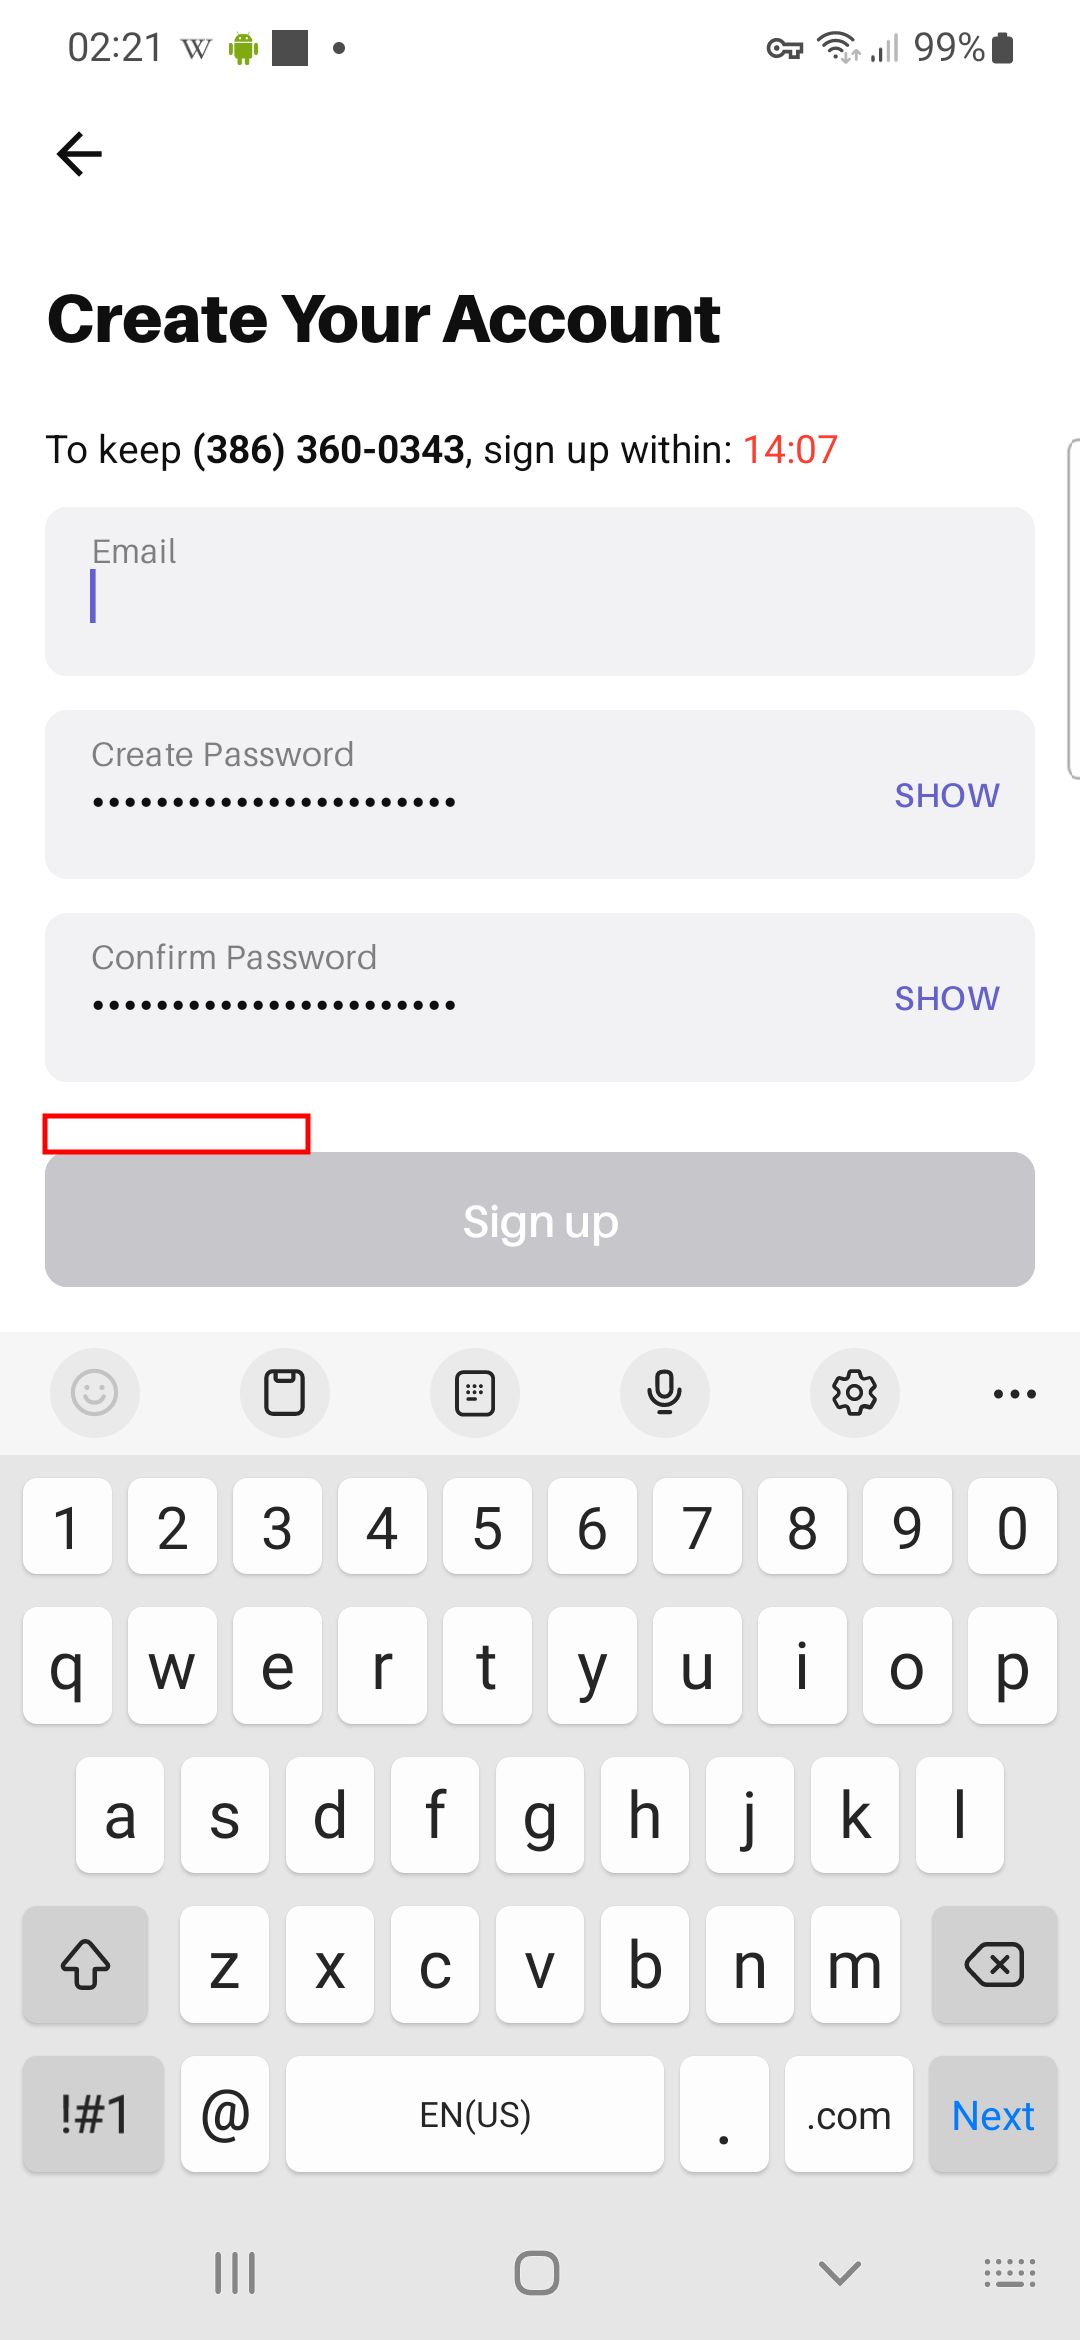 02:21 W 99%
Create Your Account
To keep (386) 360-0343, sign up within: 14:07
Email
Create Password
••••••••••••••••••••••• SHOW
Confirm Password
••••••••••••••••••••••• SHOW
Sign up
1 2 3 4 5 6 7 8 9 0
q w e r t y u i o p
a s d f g h j k l
z x c v b n m
!#1 @ EN(US) . .com Next